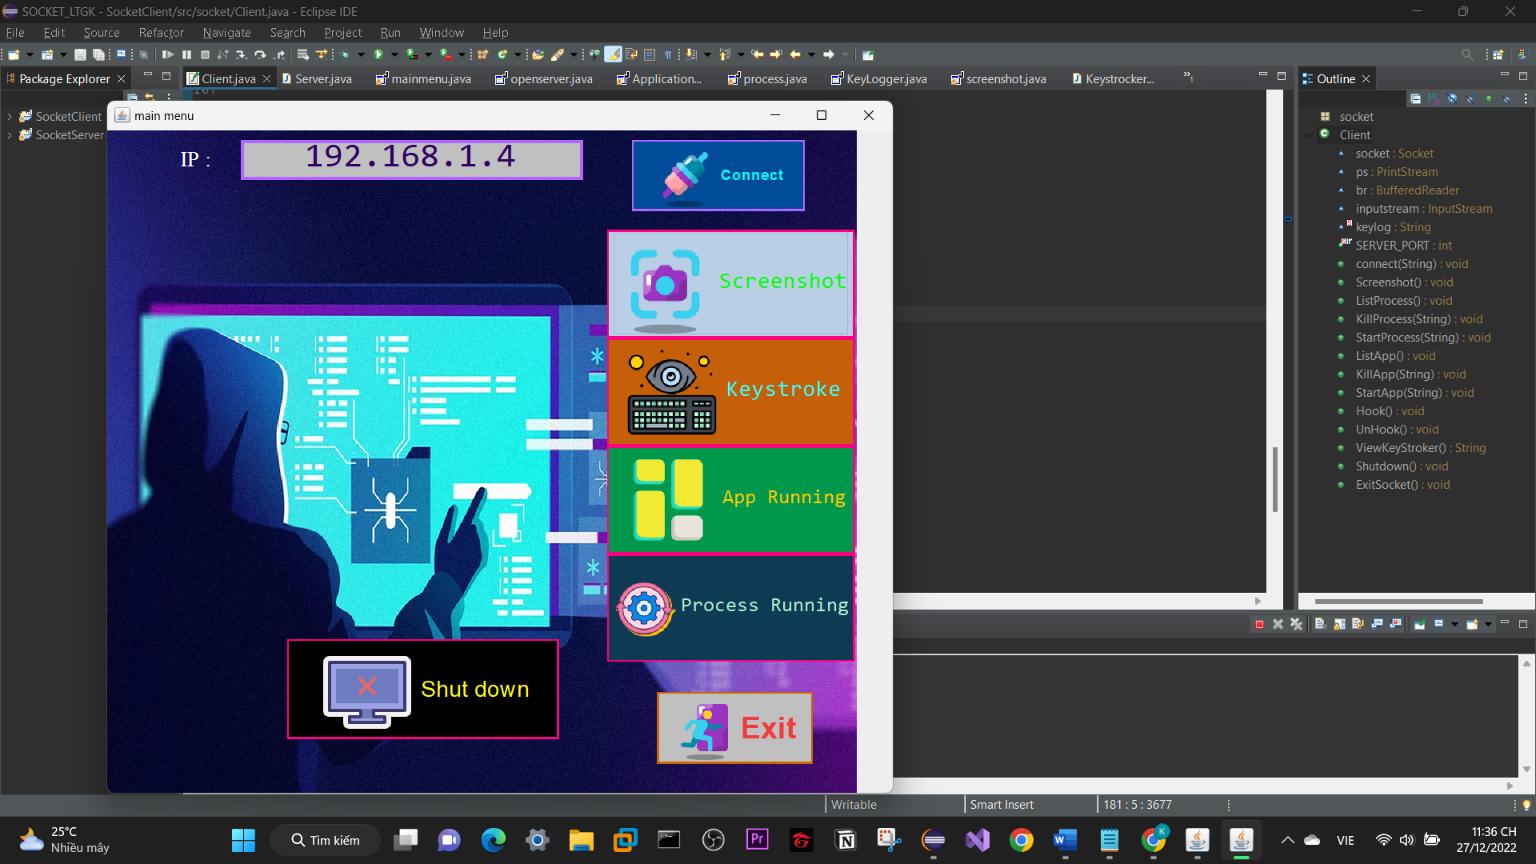 SOCKET_LTGK - SocketClient/src/socket/Client.java - Eclipse IDE
File Edit Source Refactor Navigate Search Project Run Window Help
Package Explorer
Client.java Server.java mainmenu.java openserver.java Application... process.java KeyLogger.java screenshot.java Keystrocker... »1
Outline
SocketClient
SocketServer
main menu
IP :
192.168.1.4
Connect
Screenshot
Keystroke
App Running
Process Running
Shut down
Exit
socket
Client
socket : Socket
ps : PrintStream
br : BufferedReader
inputstream : InputStream
keylog : String
SERVER_PORT : int
connect(String) : void
Screenshot() : void
ListProcess() : void
KillProcess(String) : void
StartProcess(String) : void
ListApp() : void
KillApp(String) : void
StartApp(String) : void
Hook() : void
UnHook() : void
ViewKeyStroker() : String
Shutdown() : void
ExitSocket() : void
Writable
Smart Insert
181 : 5 : 3677
25°C
Nhiều mây
Tìm kiếm
VIE
11:36 CH
27/12/2022